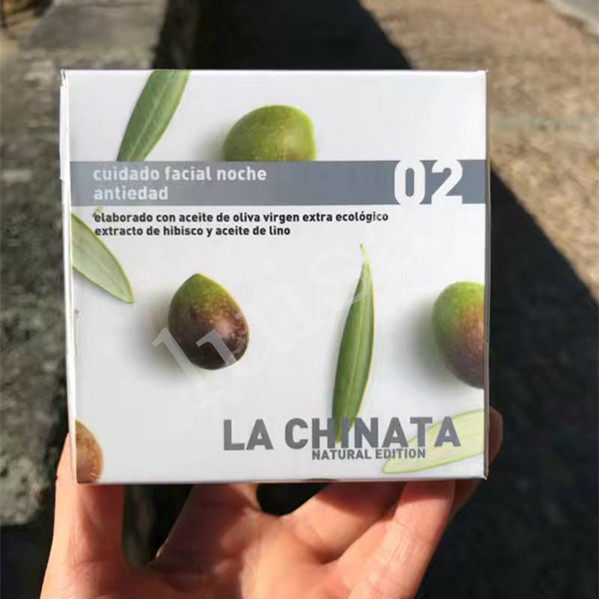 cuidado facial noche
antiedad
02
elaborado con aceite de oliva virgen extra ecológico
extracto de hibisco y aceite de lino
LA CHINATA
NATURAL EDITION